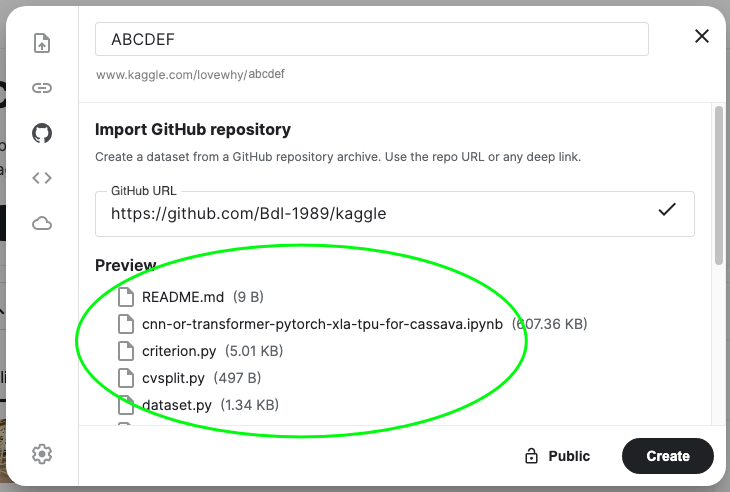 ABCDEF
www.kaggle.com/lovewhy/abcdef
Import GitHub repository
Create a dataset from a GitHub repository archive. Use the repo URL or any deep link.
GitHub URL
https://github.com/Bdl-1989/kaggle
Preview
README.md (9 B)
cnn-or-transformer-pytorch-xla-tpu-for-cassava.ipynb (607.36 KB)
criterion.py (5.01 KB)
cvsplit.py (497 B)
dataset.py (1.34 KB)
Public
Create